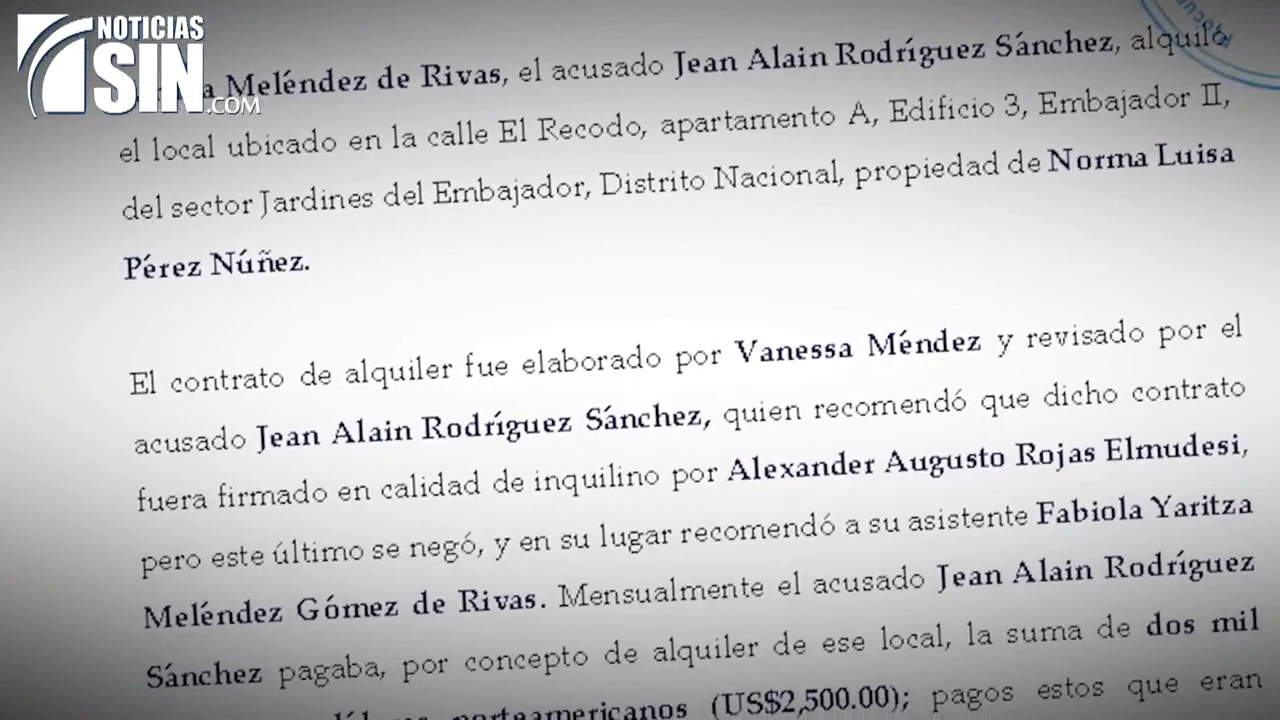 NOTICIAS
SIN
.COM
a Meléndez de Rivas, el acusado Jean Alain Rodríguez Sánchez, alquiló,
el local ubicado en la calle El Recodo, apartamento A, Edificio 3, Embajador II,
del sector Jardines del Embajador, Distrito Nacional, propiedad de Norma Luisa
Pérez Núñez.
El contrato de alquiler fue elaborado por Vanessa Méndez y revisado por el
acusado Jean Alain Rodríguez Sánchez, quien recomendó que dicho contrato
fuera firmado en calidad de inquilino por Alexander Augusto Rojas Elmudesi,
pero este último se negó, y en su lugar recomendó a su asistente Fabiola Yaritza
Meléndez Gómez de Rivas. Mensualmente el acusado Jean Alain Rodríguez
Sánchez pagaba, por concepto de alquiler de ese local, la suma de dos mil
norteamericanos (US$2,500.00); pagos estos que eran